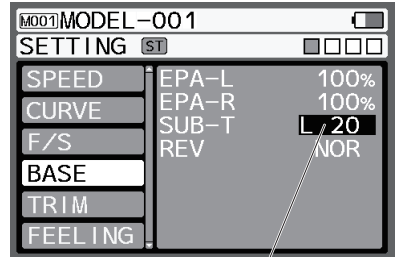 M001 MODEL-001
SETTING ST
SPEED
CURVE
F/S
BASE
TRIM
FEELING
EPA-L 100%
EPA-R 100%
SUB-T L 20
REV NOR